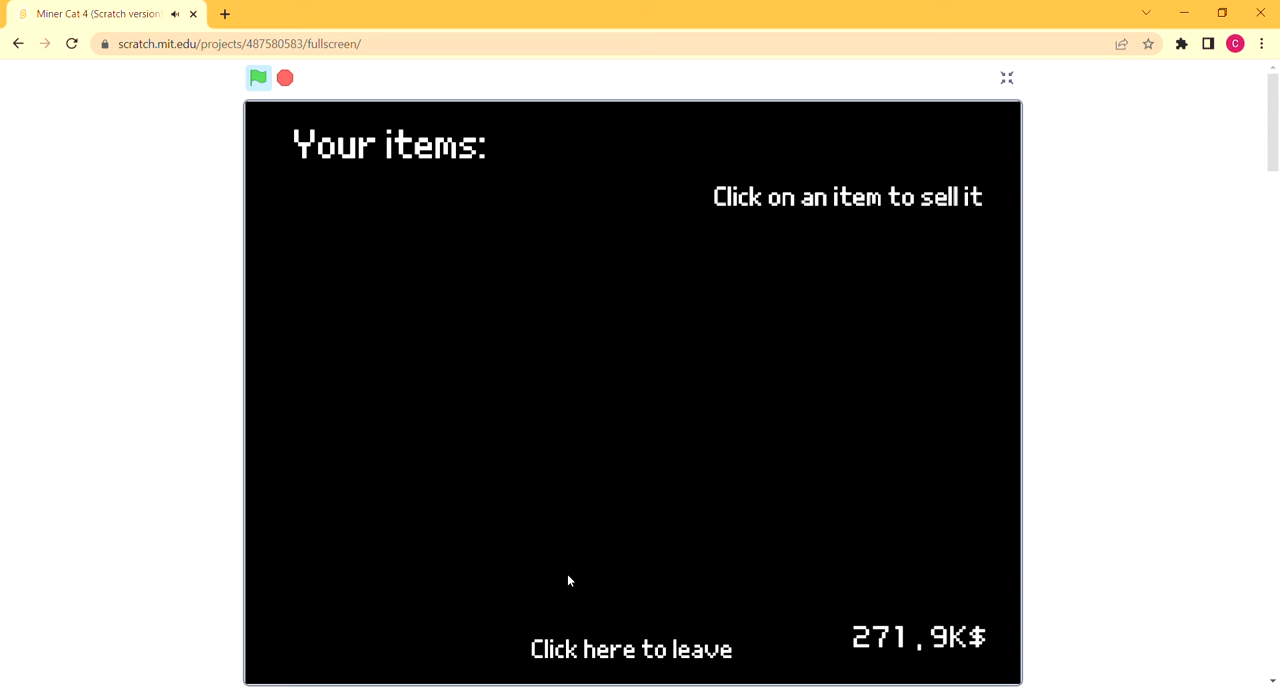 Miner Cat 4 (Scratch version
scratch.mit.edu/projects/487580583/fullscreen/
C
Your items:
Click on an item to sell it
Click here to leave
271,9K$